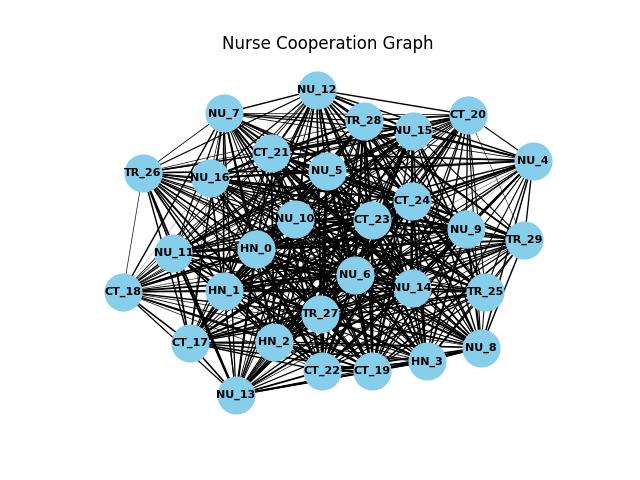 Nurse Cooperation Graph
NU_12
NU_7
CT_20
TR_28
NU_15
CT_21
NU_4
NU_5
TR_26
NU_16
CT_24
NU_10
CT_23
NU_9
TR_29
HN_0
NU_11
NU_6
NU_14
HN_1
CT_18
TR_25
TR_27
HN_2
CT_17
NU_8
HN_3
CT_22
CT_19
NU_13